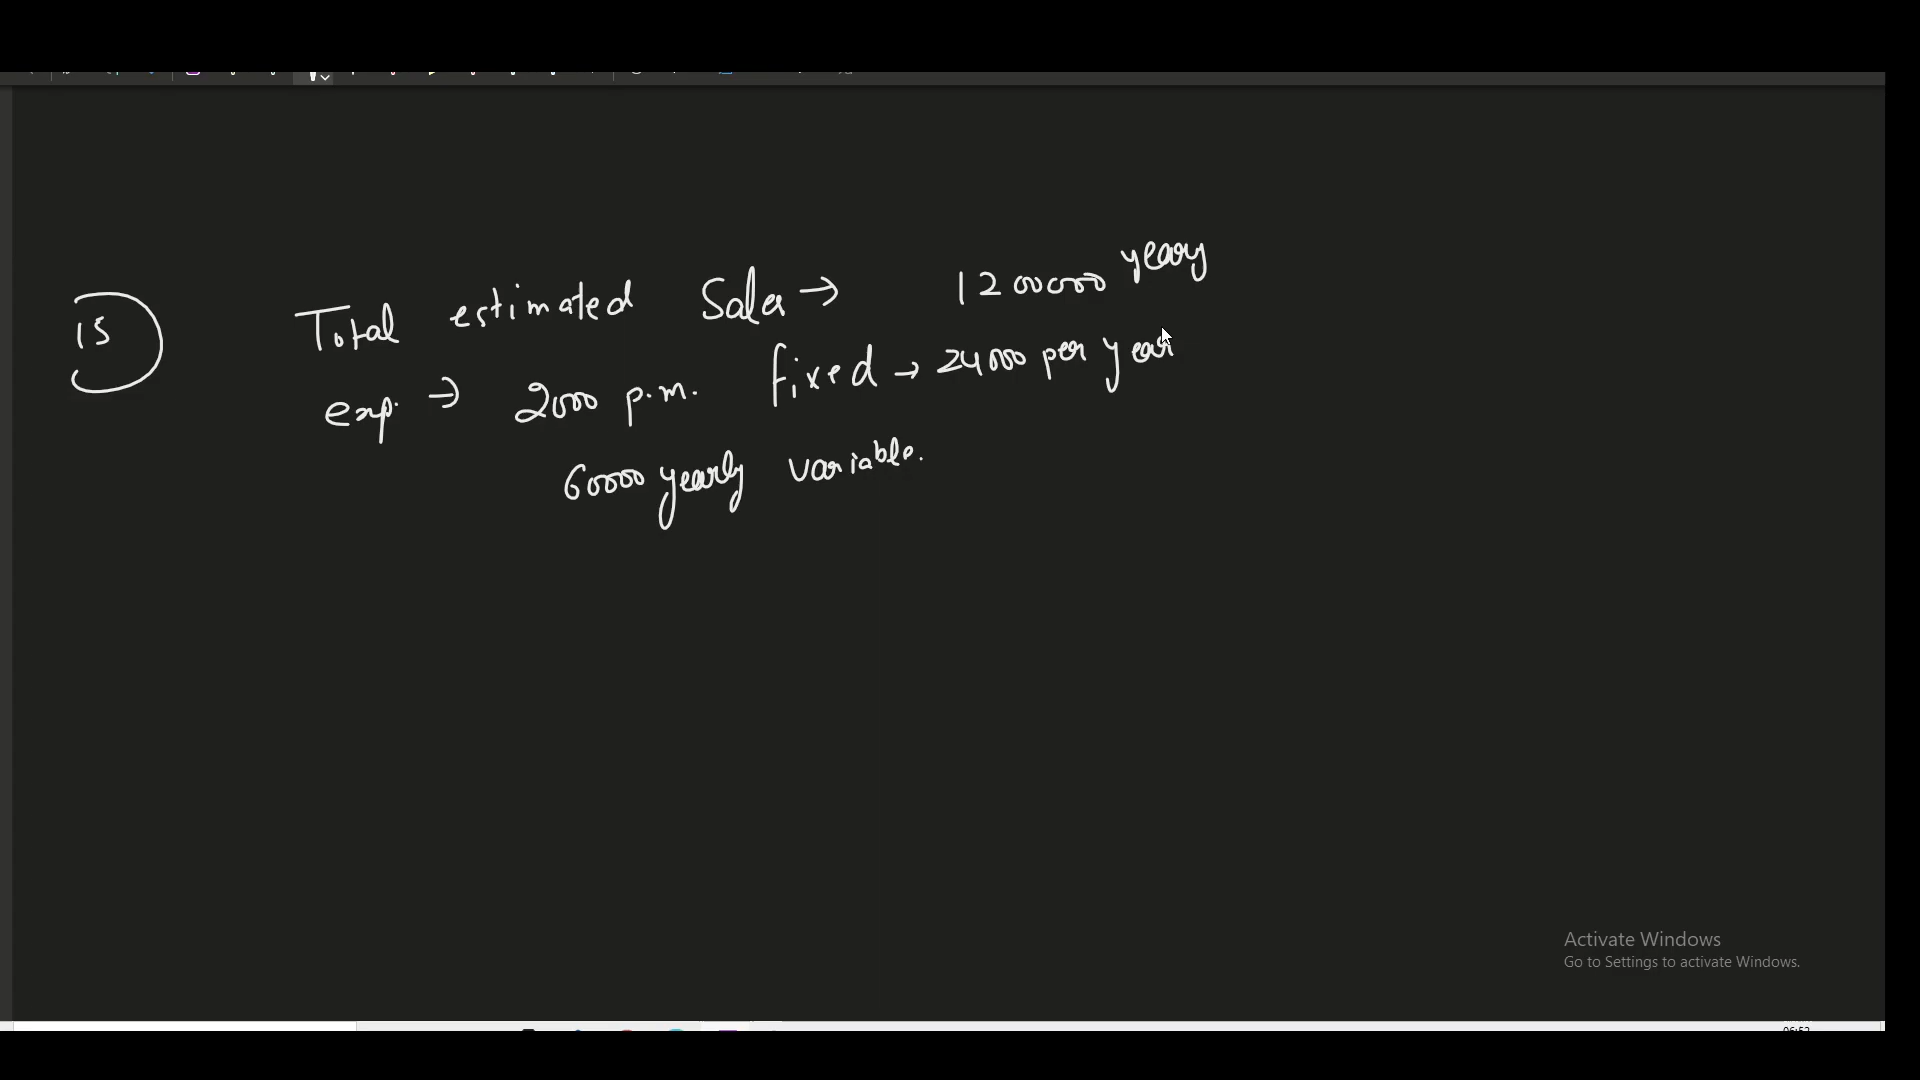 15
Total estimated Sales → 1200000 yeary
exp. → 2000 p.m. fixed → 24000 per year
60000 yearly variable.
Activate Windows
Go to Settings to activate Windows.